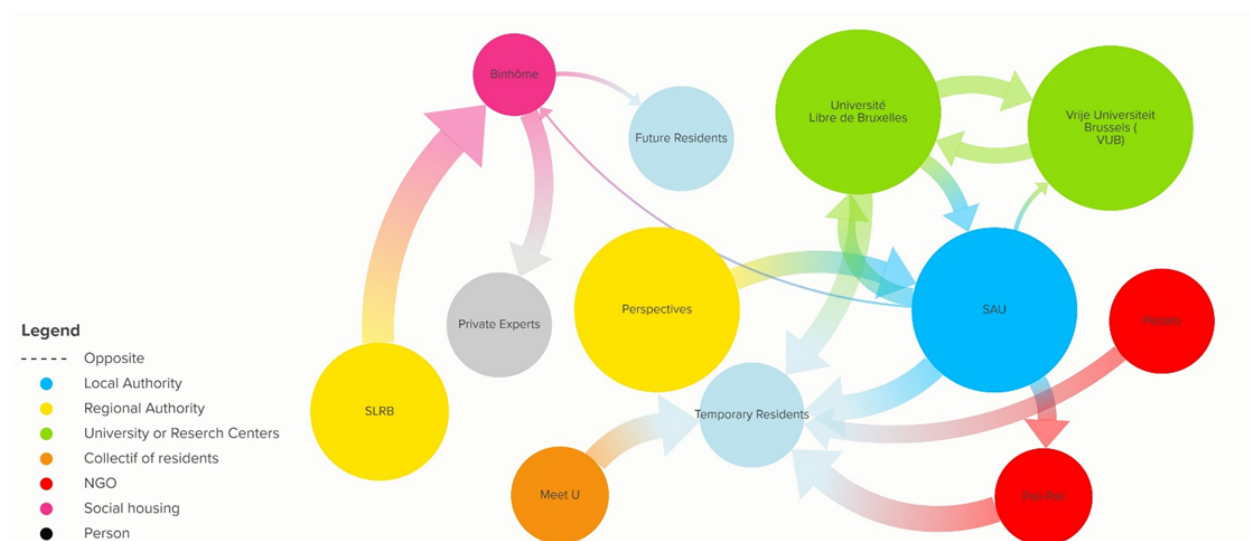 Binhôme
Future Residents
Université
Libre de Bruxelles
Vrije Universiteit
Brussels (
VUB)
Private Experts
Perspectives
SAU
SLRB
Temporary Residents
Meet U
Legend
Opposite
Local Authority
Regional Authority
University or Reserch Centers
Collectif of residents
NGO
Social housing
Person